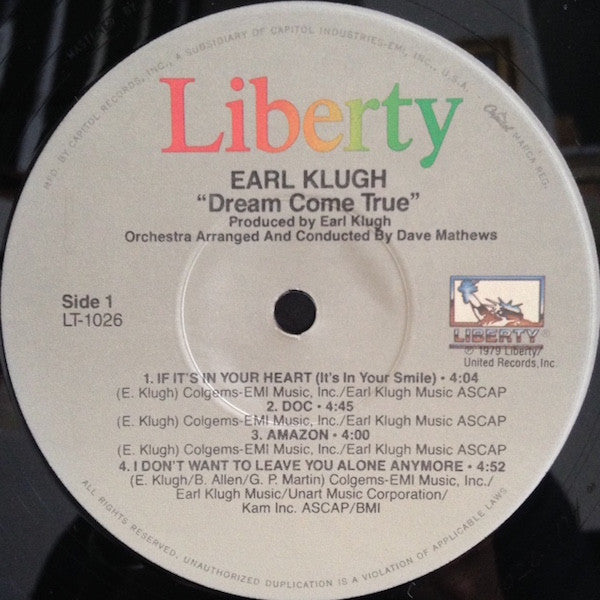 MFD. BY CAPITOL RECORDS, INC., A SUBSIDIARY OF CAPITOL INDUSTRIES-EMI, INC., U.S.A.
Capitol MARCA REG.
Liberty
EARL KLUGH
“Dream Come True”
Produced by Earl Klugh
Orchestra Arranged And Conducted By Dave Mathews
Side 1
LT-1026
LIBERTY®
℗ 1979 Liberty/
United Records, Inc.
1. IF IT'S IN YOUR HEART (It's In Your Smile) • 4:04
(E. Klugh) Colgems-EMI Music, Inc./Earl Klugh Music ASCAP
2. DOC • 4:45
(E. Klugh) Colgems-EMI Music, Inc./Earl Klugh Music ASCAP
3. AMAZON • 4:00
(E. Klugh) Colgems-EMI Music, Inc./Earl Klugh Music ASCAP
4. I DON'T WANT TO LEAVE YOU ALONE ANYMORE • 4:52
(E. Klugh/B. Allen/G. P. Martin) Colgems-EMI Music, Inc./
Earl Klugh Music/Unart Music Corporation/
Kam Inc. ASCAP/BMI
ALL RIGHTS RESERVED. UNAUTHORIZED DUPLICATION IS A VIOLATION OF APPLICABLE LAWS